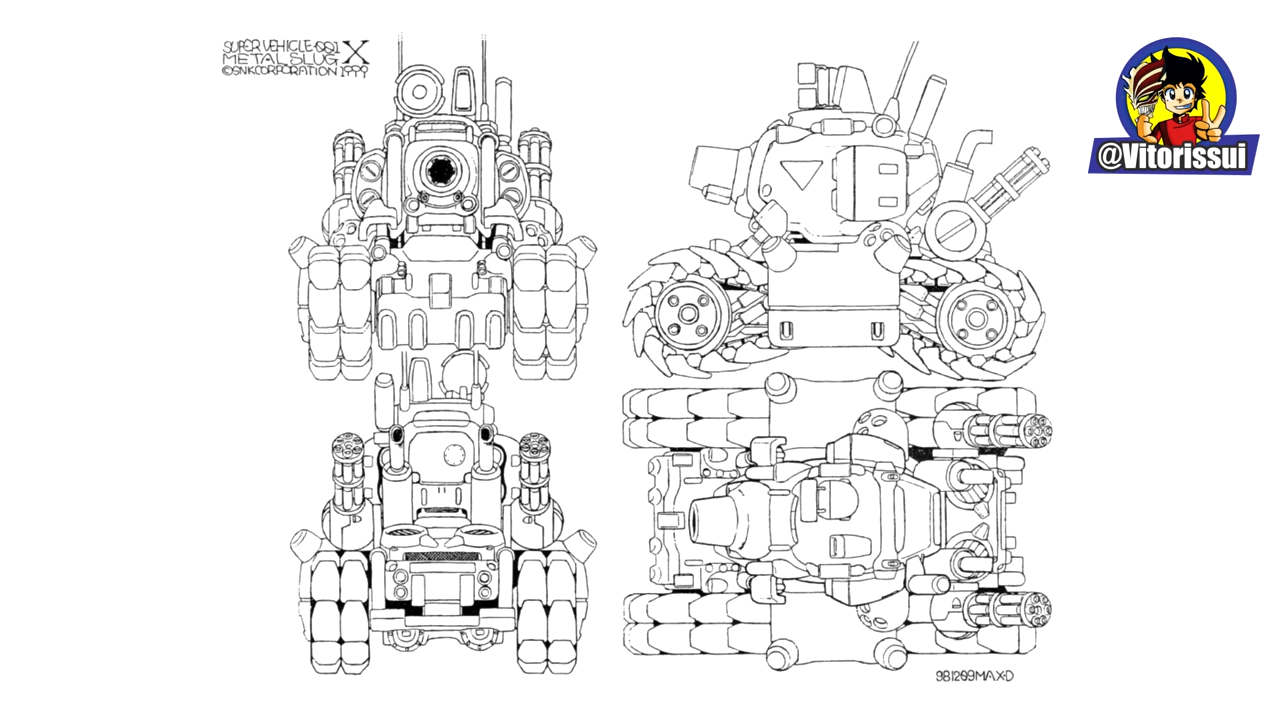 SUPER VEHICLE-001
METAL SLUG X
©SNK CORPORATION 1999
@Vitorissui
981209MAX·D